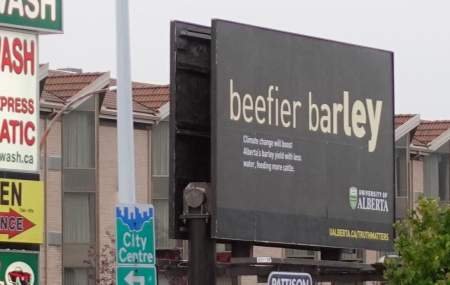 WASH
WASH
XPRESS
ATIC
wash.ca
EN
RANCE
City
Centre
beefier barley
Climate change will boost
Alberta's barley yield with less
water, feeding more cattle.
UNIVERSITY OF
ALBERTA
UALBERTA.CA/TRUTHMATTERS
PATTISON